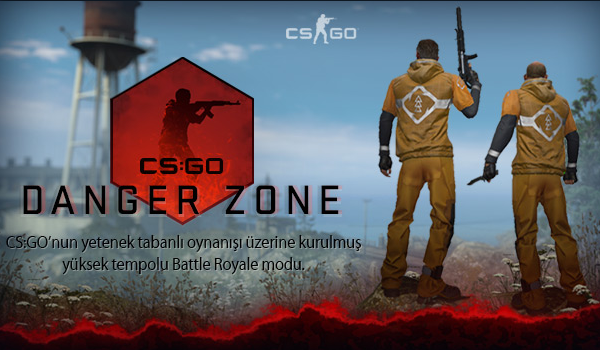 CS GO
CS:GO
DANGER ZONE
CS:GO'nun yetenek tabanlı oynanışı üzerine kurulmuş
yüksek tempolu Battle Royale modu.